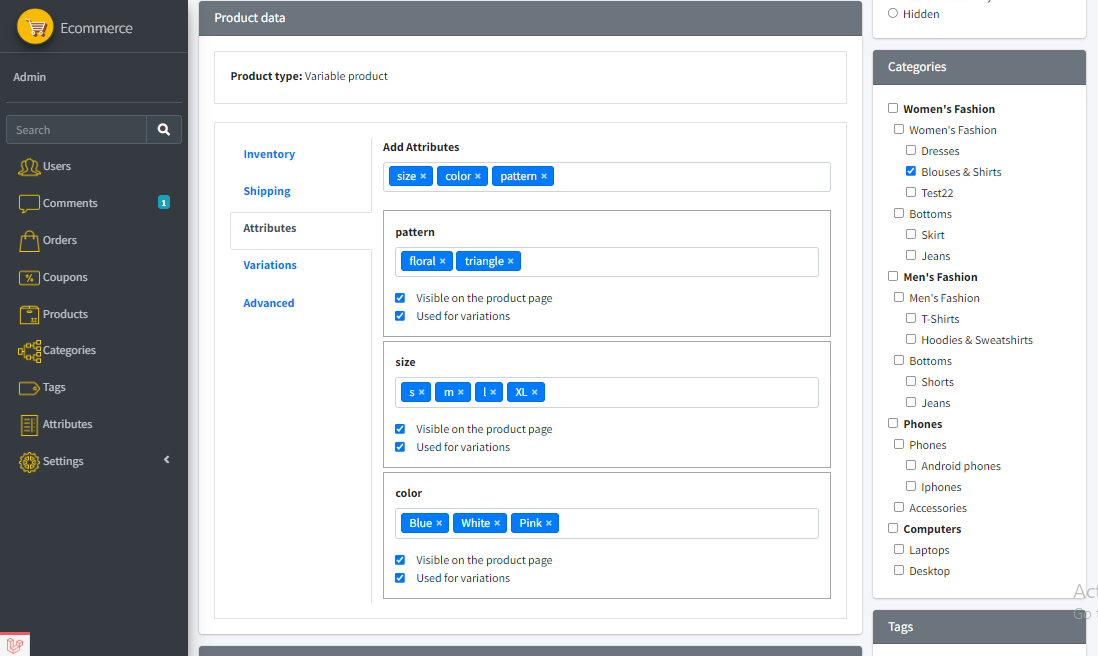 Ecommerce
Admin
Search
Users
Comments 1
Orders
Coupons
Products
Categories
Tags
Attributes
Settings
Product data
Product type: Variable product
Inventory
Shipping
Attributes
Variations
Advanced
Add Attributes
size × color × pattern ×
pattern
floral × triangle ×
Visible on the product page
Used for variations
size
s × m × l × XL ×
Visible on the product page
Used for variations
color
Blue × White × Pink ×
Visible on the product page
Used for variations
Hidden
Categories
Women's Fashion
Women's Fashion
Dresses
Blouses & Shirts
Test22
Bottoms
Skirt
Jeans
Men's Fashion
Men's Fashion
T-Shirts
Hoodies & Sweatshirts
Bottoms
Shorts
Jeans
Phones
Phones
Android phones
Iphones
Accessories
Computers
Laptops
Desktop
Tags
Go